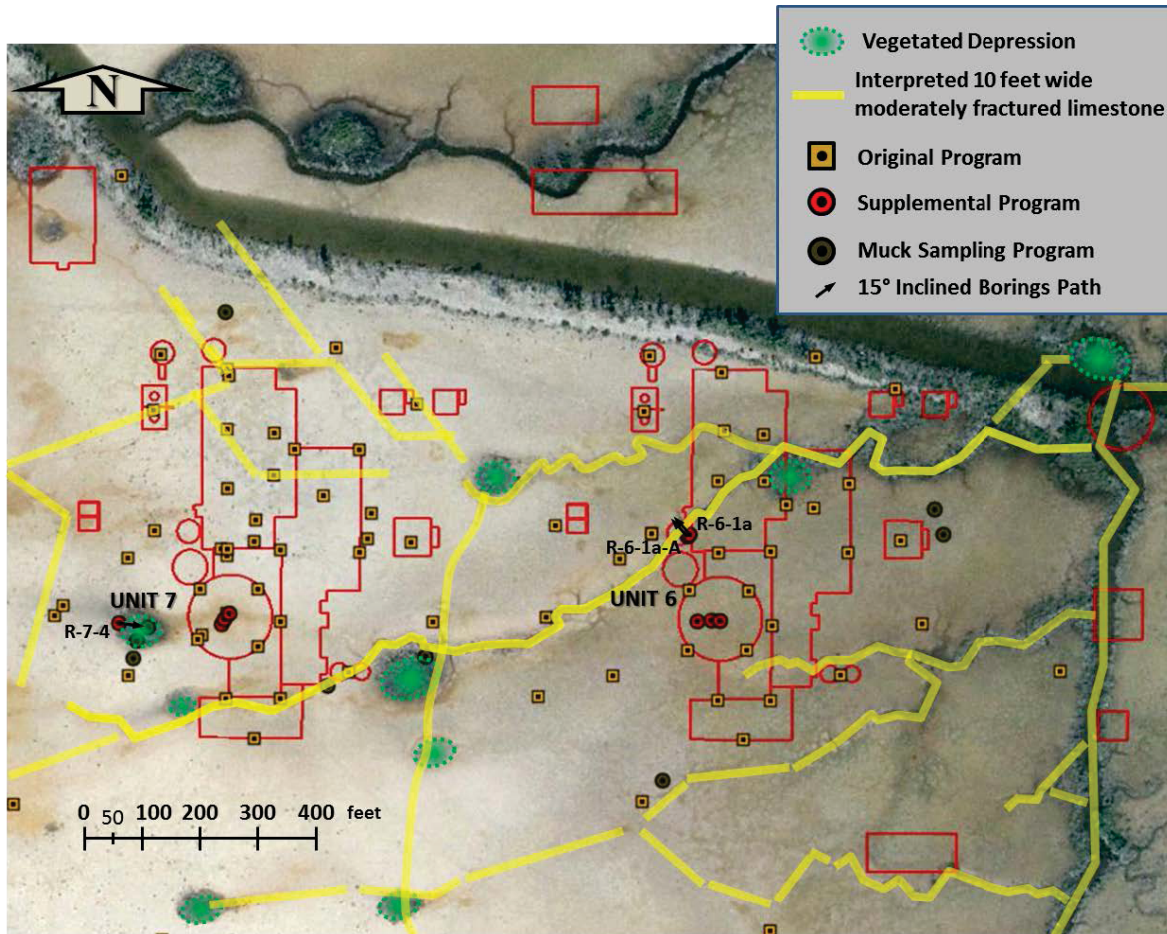 Vegetated Depression
Interpreted 10 feet wide
moderately fractured limestone
Original Program
Supplemental Program
Muck Sampling Program
15° Inclined Borings Path
N
R-6-1a
R-6-1a-A
UNIT 7
UNIT 6
R-7-4
0 50 100 200 300 400 feet